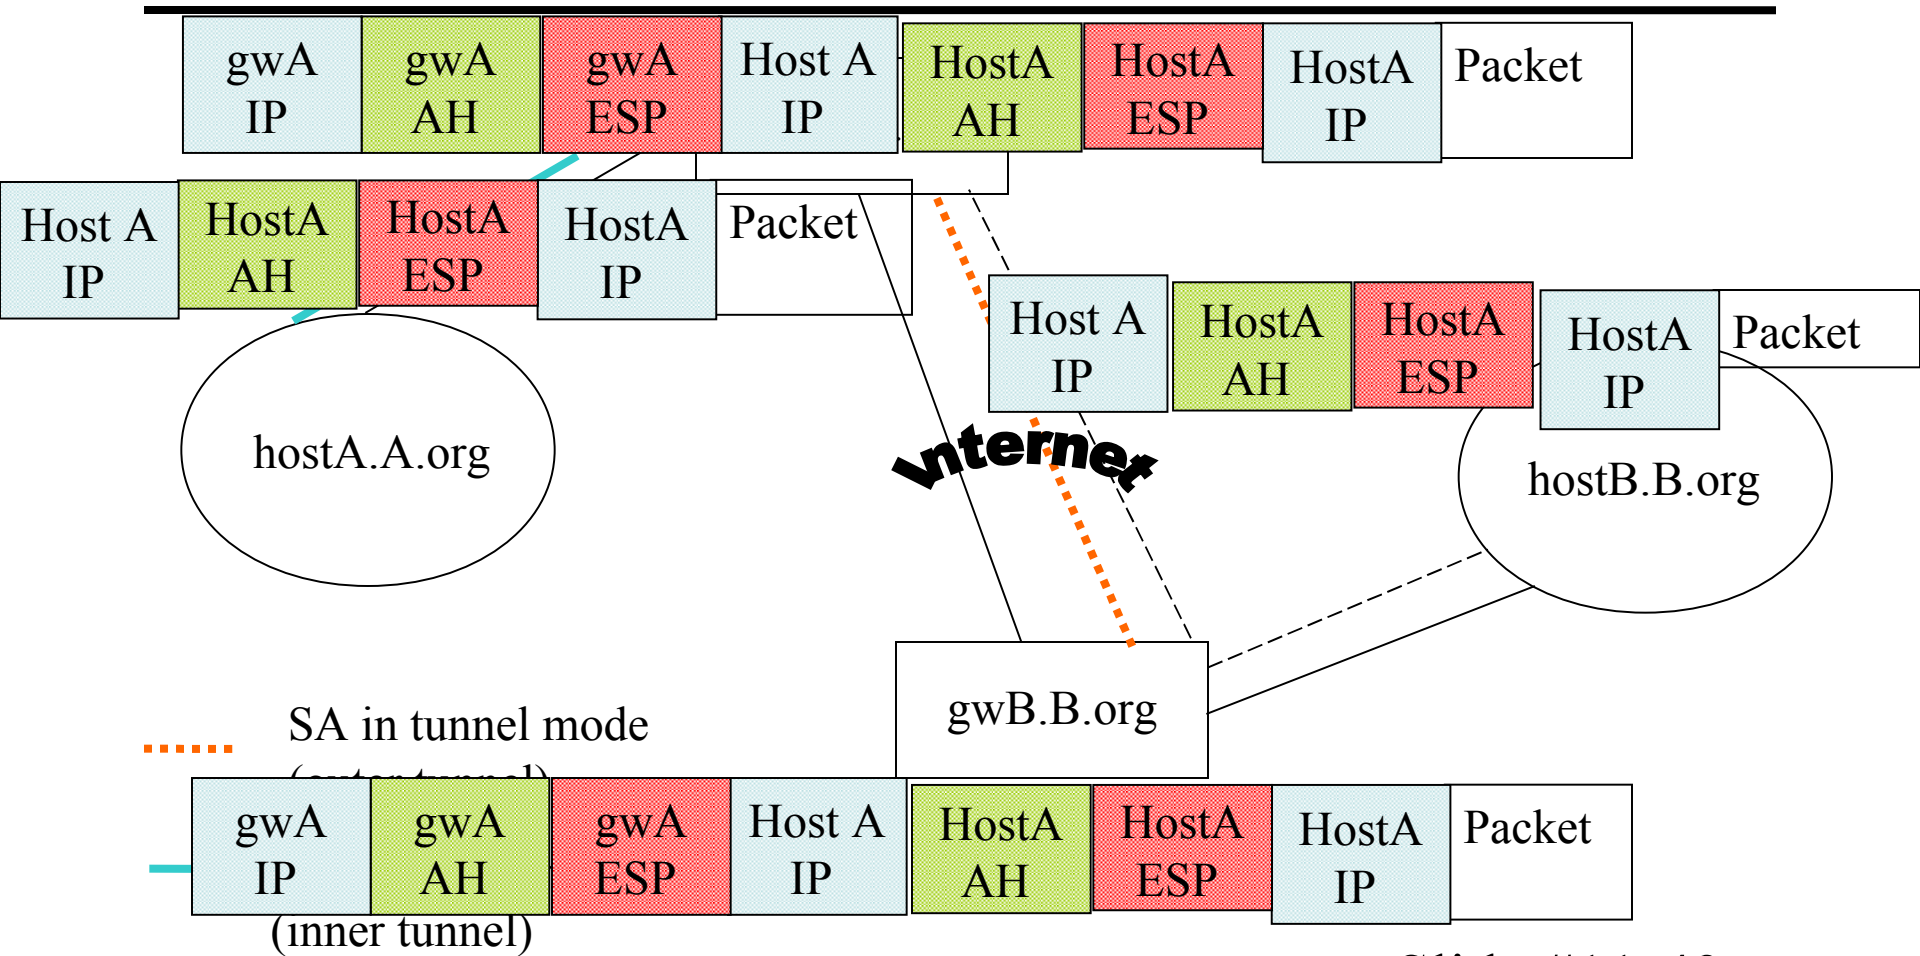 gwA IP
gwA AH
gwA ESP
Host A IP
HostA AH
HostA ESP
HostA IP
Packet
Host A IP
HostA AH
HostA ESP
HostA IP
Packet
Host A IP
HostA AH
HostA ESP
HostA IP
Packet
hostA.A.org
Internet
hostB.B.org
gwB.B.org
SA in tunnel mode
(outer tunnel)
gwA IP
gwA AH
gwA ESP
Host A IP
HostA AH
HostA ESP
HostA IP
Packet
(inner tunnel)